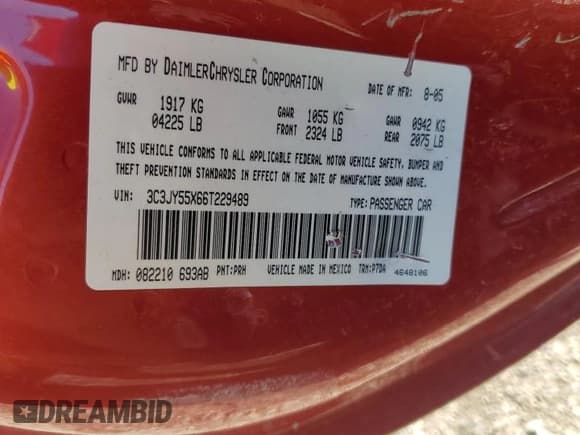 MFD BY DAIMLERCHRYSLER CORPORATION DATE OF MFR: 8-05
GVWR 1917 KG GAWR 1055 KG GAWR 0942 KG
04225 LB FRONT 2324 LB REAR 2075 LB
THIS VEHICLE CONFORMS TO ALL APPLICABLE FEDERAL MOTOR VEHICLE SAFETY, BUMPER AND
THEFT PREVENTION STANDARDS IN EFFECT ON THE DATE OF MANUFACTURE SHOWN ABOVE.
VIN: 3C3JY55X66T229489 TYPE: PASSENGER CAR
MDH: 082210 693AB PNT: PRH VEHICLE MADE IN MEXICO TRM: P7DA 4648106
DREAMBID